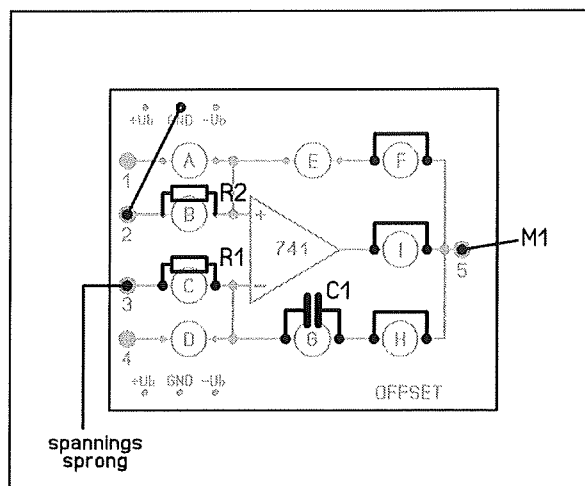 +Ub GND -Ub
A
E
F
1
R2
B
2
+
741
I
M1
5
R1
C
3
-
C1
D
G
H
4
+Ub GND -Ub
OFFSET
spannings
sprong